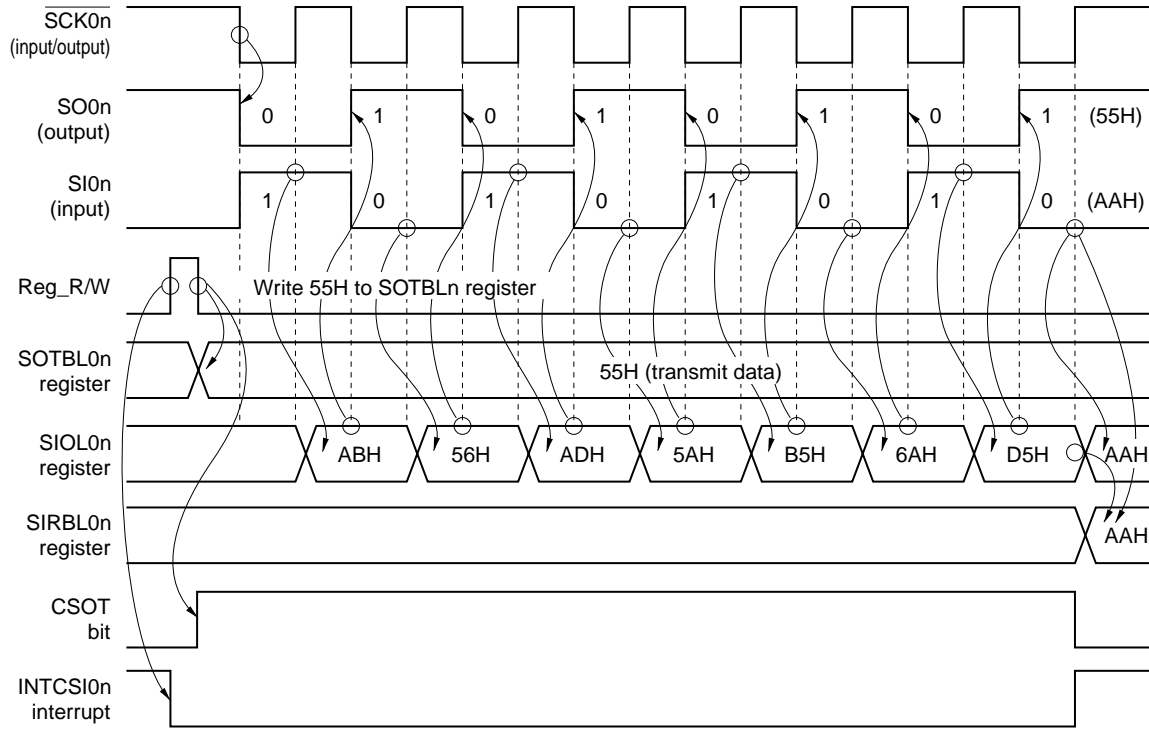 SCK0n
(input/output)
SO0n
(output)
0 1 0 1 0 1 0 1 (55H)
SI0n
(input)
1 0 1 0 1 0 1 0 (AAH)
Reg_R/W
Write 55H to SOTBLn register
SOTBL0n
register
55H (transmit data)
SIOL0n
register
ABH 56H ADH 5AH B5H 6AH D5H AAH
SIRBL0n
register
AAH
CSOT
bit
INTCSI0n
interrupt